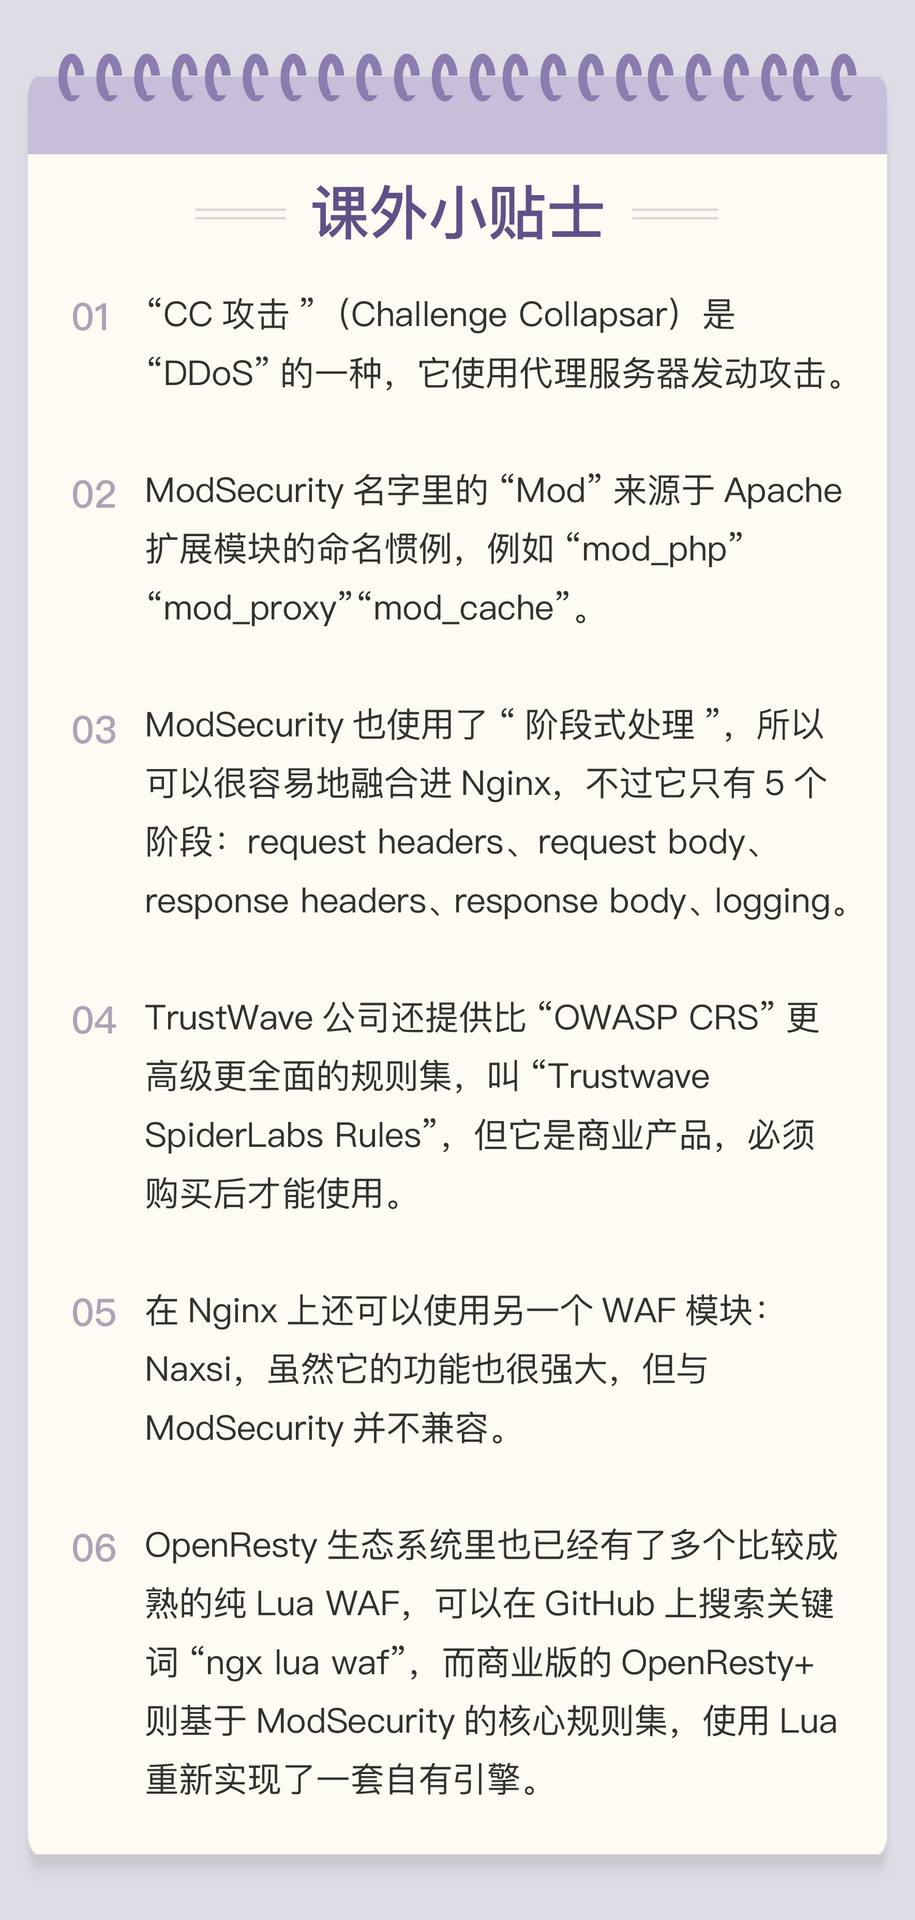 课外小贴士
01 “CC 攻击 ”（Challenge Collapsar）是
“DDoS” 的一种，它使用代理服务器发动攻击。
02 ModSecurity 名字里的 “Mod” 来源于 Apache
扩展模块的命名惯例，例如 “mod_php”
“mod_proxy”“mod_cache”。
03 ModSecurity 也使用了 “ 阶段式处理 ”，所以
可以很容易地融合进 Nginx，不过它只有 5 个
阶段：request headers、request body、
response headers、response body、logging。
04 TrustWave 公司还提供比 “OWASP CRS” 更
高级更全面的规则集，叫 “Trustwave
SpiderLabs Rules”，但它是商业产品，必须
购买后才能使用。
05 在 Nginx 上还可以使用另一个 WAF 模块：
Naxsi，虽然它的功能也很强大，但与
ModSecurity 并不兼容。
06 OpenResty 生态系统里也已经有了多个比较成
熟的纯 Lua WAF，可以在 GitHub 上搜索关键
词 “ngx lua waf”，而商业版的 OpenResty+
则基于 ModSecurity 的核心规则集，使用 Lua
重新实现了一套自有引擎。